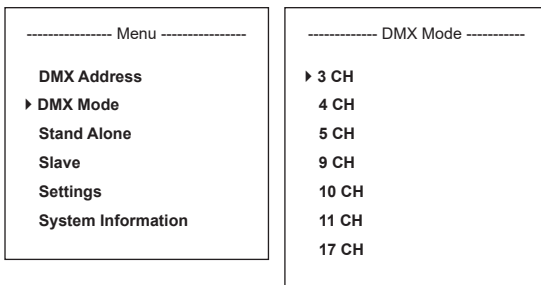 ---------------- Menu ----------------
DMX Address
DMX Mode
Stand Alone
Slave
Settings
System Information
------------- DMX Mode -----------
3 CH
4 CH
5 CH
9 CH
10 CH
11 CH
17 CH